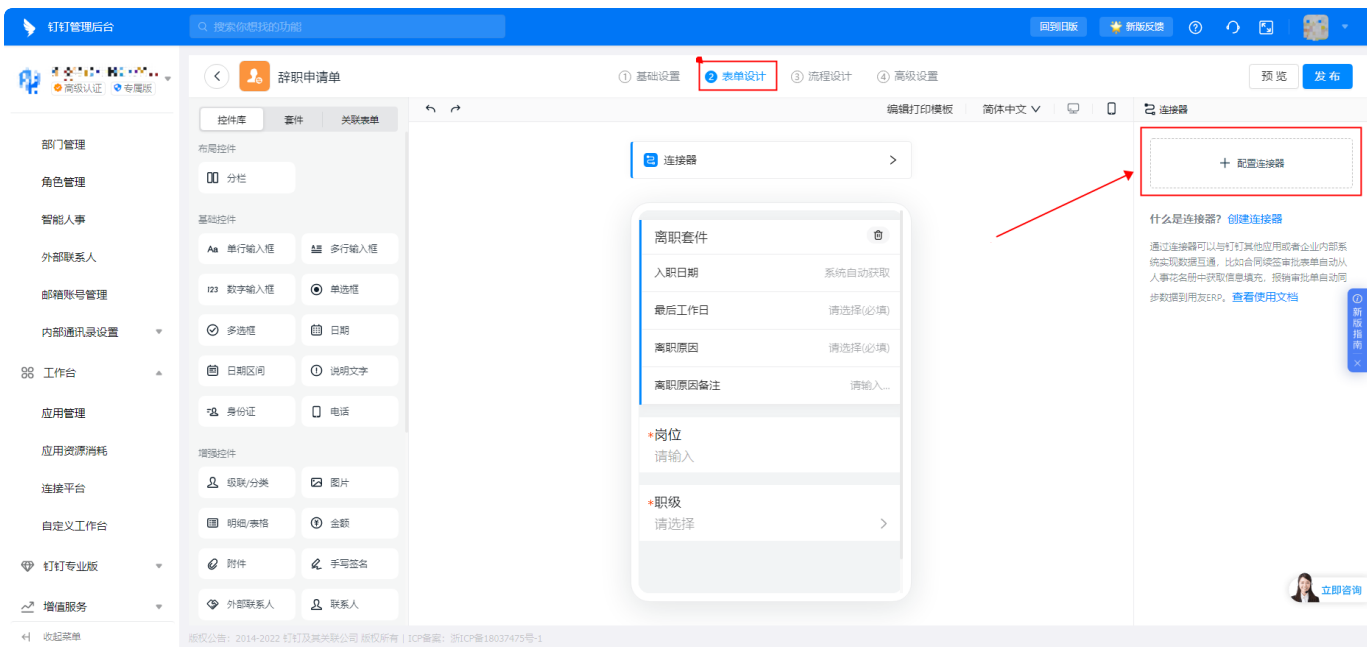 钉钉管理后台
搜索你想找的功能
回到旧版
新版反馈
高级认证 专属版
辞职申请单
1 基础设置
2 表单设计
3 流程设计
4 高级设置
预览
发布
部门管理
角色管理
智能人事
外部联系人
邮箱账号管理
内部通讯录设置
工作台
应用管理
应用资源消耗
连接平台
自定义工作台
钉钉专业版
增值服务
收起菜单
控件库 套件 关联表单
布局控件
分栏
基础控件
Aa 单行输入框 多行输入框
123 数字输入框 单选框
多选框 日期
日期区间 说明文字
身份证 电话
增强控件
级联/分类 图片
明细/表格 金额
附件 手写签名
外部联系人 联系人
编辑打印模板 简体中文
连接器
离职套件
入职日期 系统自动获取
最后工作日 请选择(必填)
离职原因 请选择(必填)
离职原因备注 请输入...
*岗位
请输入
*职级
请选择
连接器
+ 配置连接器
什么是连接器? 创建连接器
通过连接器可以与钉钉其他应用或者企业内部系
统实现数据互通，比如合同续签审批表单自动从
人事花名册中获取信息填充，报销审批单自动同
步数据到用友ERP。查看使用文档
新版指南
立即咨询
版权公告：2014-2022 钉钉及其关联公司 版权所有 | ICP备案：浙ICP备18037475号-1